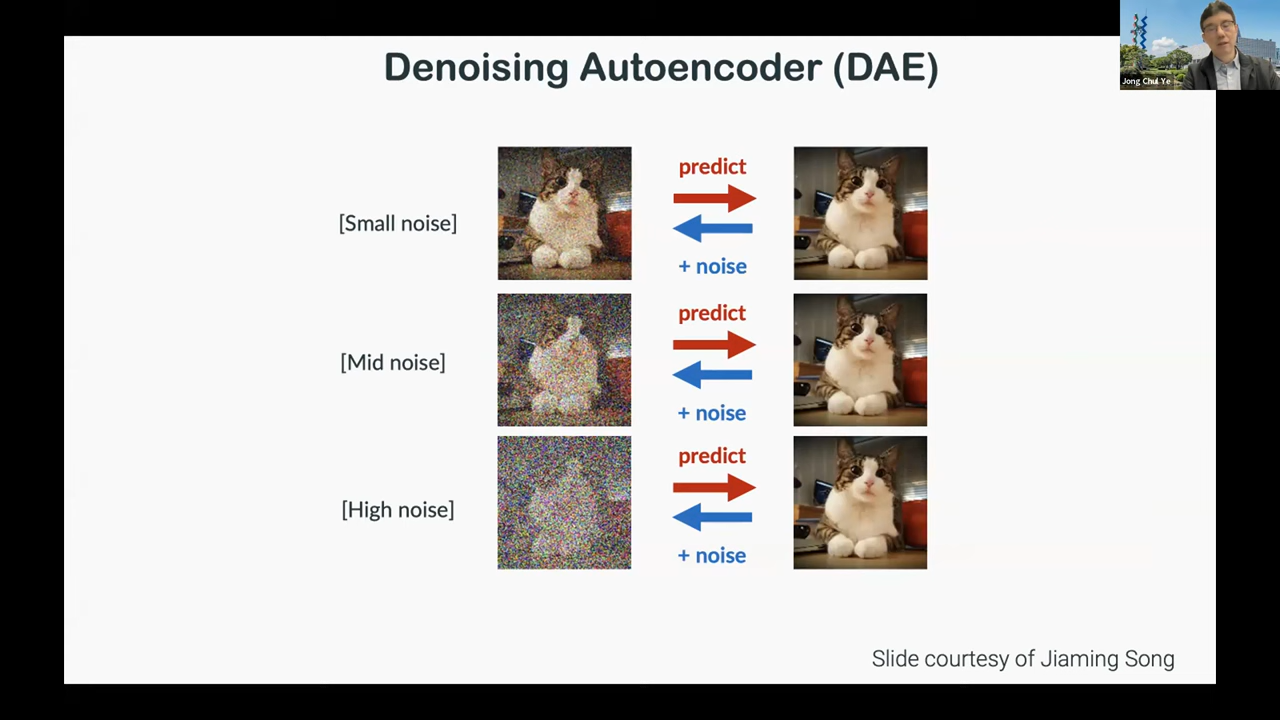 Denoising Autoencoder (DAE)
Jong Chul Ye
[Small noise]
predict
+ noise
[Mid noise]
predict
+ noise
[High noise]
predict
+ noise
Slide courtesy of Jiaming Song